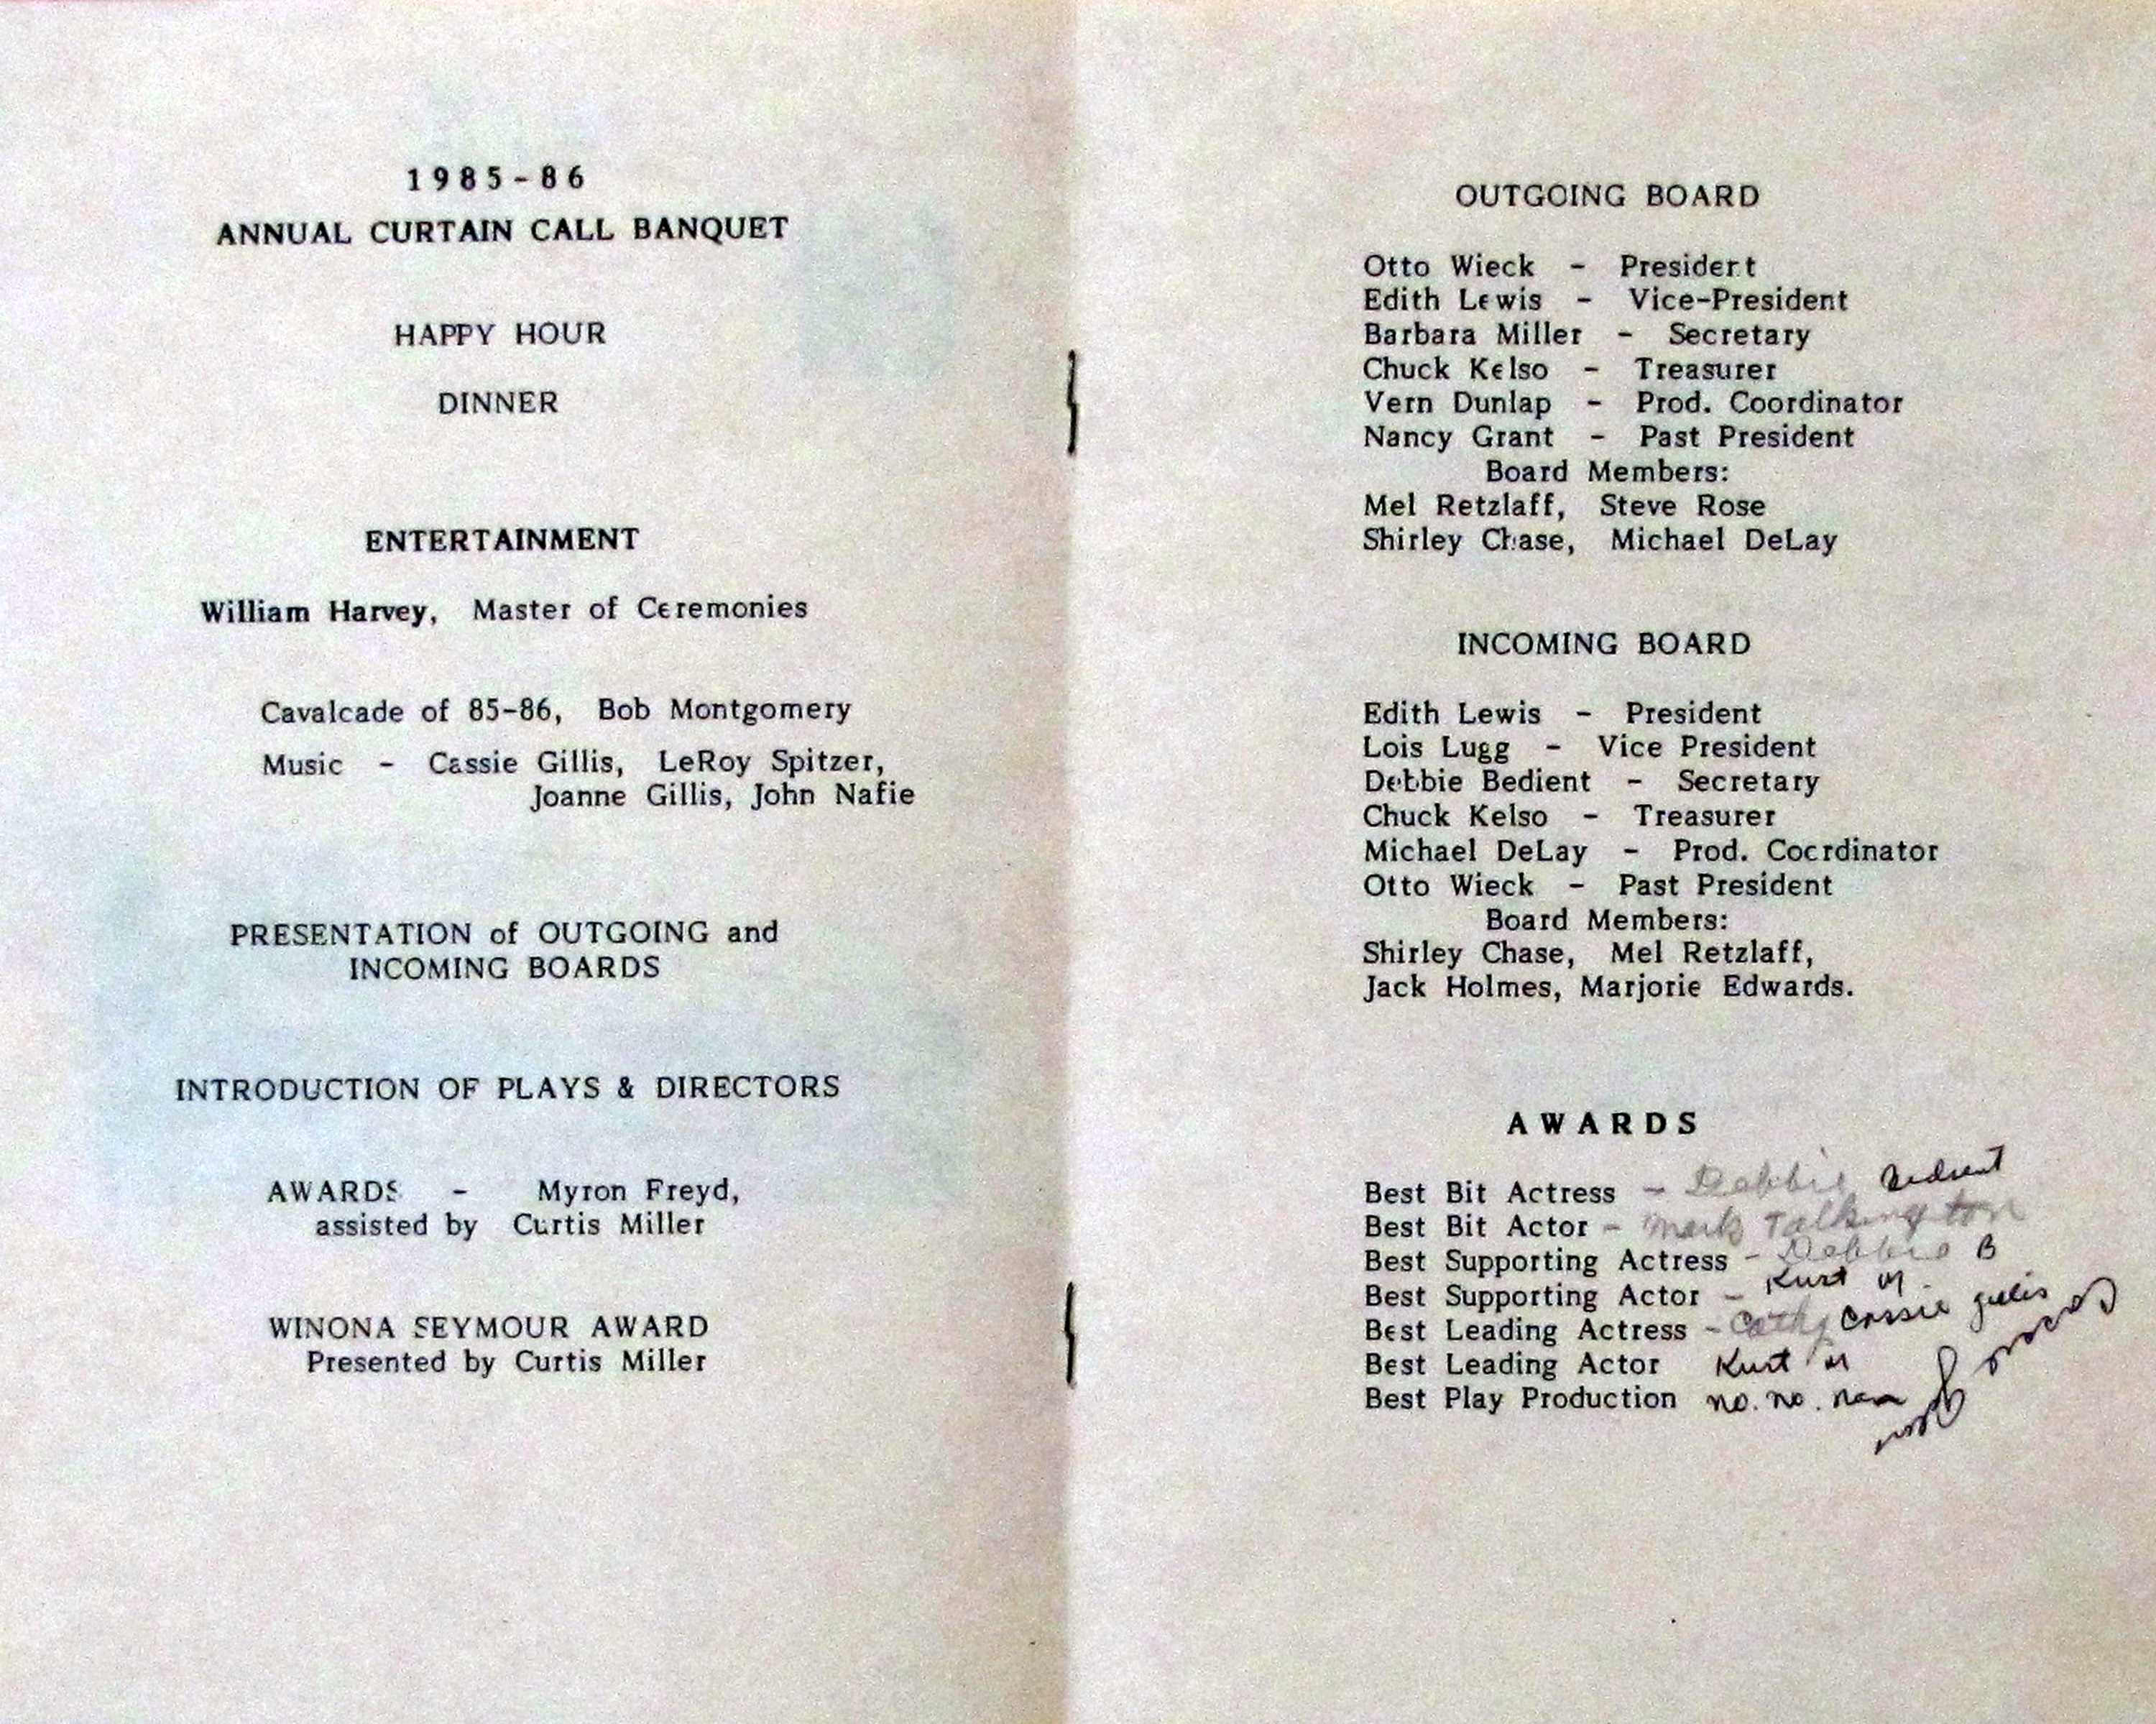 1985-86
ANNUAL CURTAIN CALL BANQUET
HAPPY HOUR
DINNER
ENTERTAINMENT
William Harvey, Master of Ceremonies
Cavalcade of 85-86, Bob Montgomery
Music - Cassie Gillis, LeRoy Spitzer,
Joanne Gillis, John Nafie
PRESENTATION of OUTGOING and
INCOMING BOARDS
INTRODUCTION OF PLAYS & DIRECTORS
AWARDS - Myron Freyd,
assisted by Curtis Miller
WINONA SEYMOUR AWARD
Presented by Curtis Miller
OUTGOING BOARD
Otto Wieck - President
Edith Lewis - Vice-President
Barbara Miller - Secretary
Chuck Kelso - Treasurer
Vern Dunlap - Prod. Coordinator
Nancy Grant - Past President
Board Members:
Mel Retzlaff, Steve Rose
Shirley Chase, Michael DeLay
INCOMING BOARD
Edith Lewis - President
Lois Lugg - Vice President
Debbie Bedient - Secretary
Chuck Kelso - Treasurer
Michael DeLay - Prod. Coordinator
Otto Wieck - Past President
Board Members:
Shirley Chase, Mel Retzlaff,
Jack Holmes, Marjorie Edwards.
AWARDS
Best Bit Actress - Debbie Bedient
Best Bit Actor - Mark Talkington
Best Supporting Actress - Debbie B
Best Supporting Actor - Kurt M.
Best Leading Actress - Cathy Cassie Gillis
Best Leading Actor Kurt M
Best Play Production no. no. nan